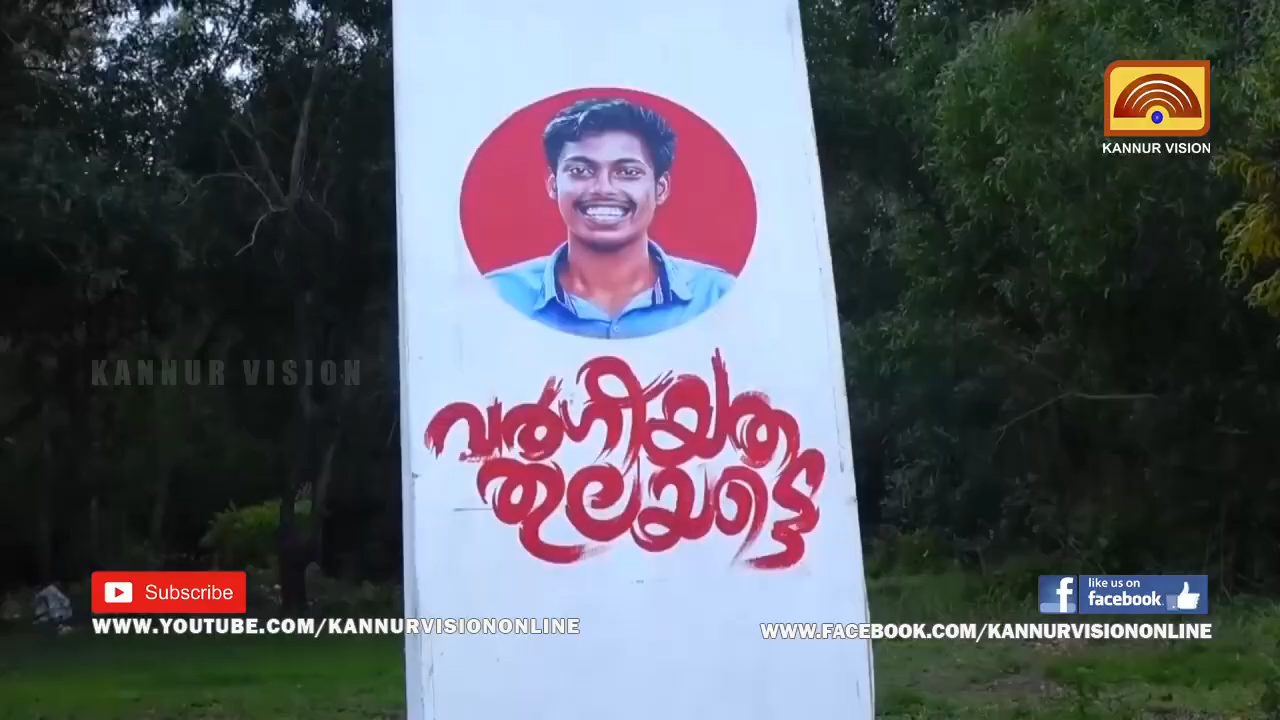 KANNUR VISION
KANNUR VISION
വർഗീയത
തുലയട്ടെ
Subscribe
WWW.YOUTUBE.COM/KANNURVISIONONLINE
like us on
facebook
WWW.FACEBOOK.COM/KANNURVISIONONLINE